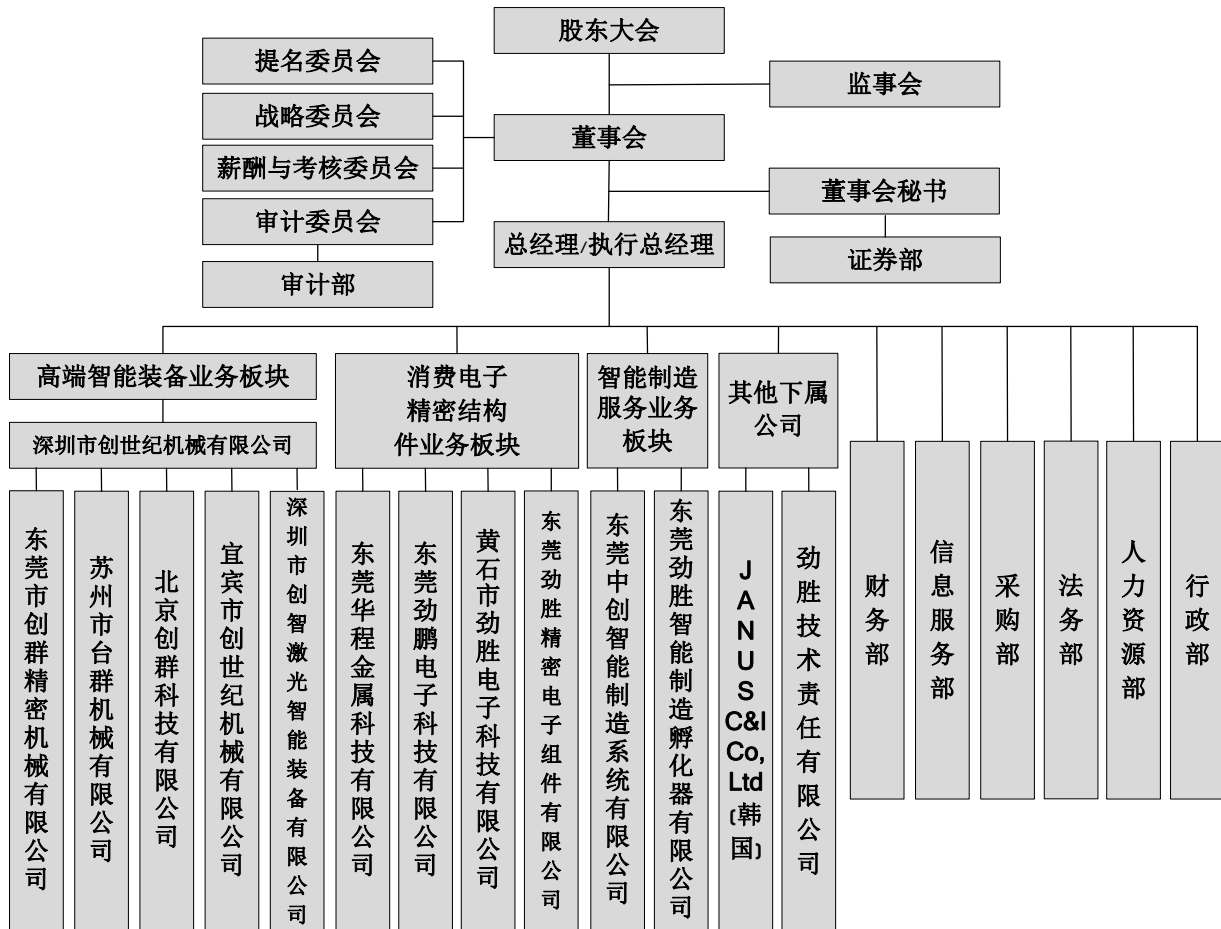 股东大会
提名委员会
监事会
战略委员会
董事会
薪酬与考核委员会
董事会秘书
审计委员会
总经理/执行总经理
证券部
审计部
高端智能装备业务板块
深圳市创世纪机械有限公司
消费电子
精密结构
件业务板块
智能制造
服务业务
板块
其他下属
公司
东莞市创群精密机械有限公司
苏州市台群机械有限公司
北京创群科技有限公司
宜宾市创世纪机械有限公司
深圳市创智激光智能装备有限公司
东莞华程金属科技有限公司
东莞劲鹏电子科技有限公司
黄石市劲胜电子科技有限公司
东莞劲胜精密电子组件有限公司
东莞中创智能制造系统有限公司
东莞劲胜智能制造孵化器有限公司
JANUS
C&I
Co,
Ltd
(韩国)
劲胜技术责任有限公司
财务部
信息服务部
采购部
法务部
人力资源部
行政部